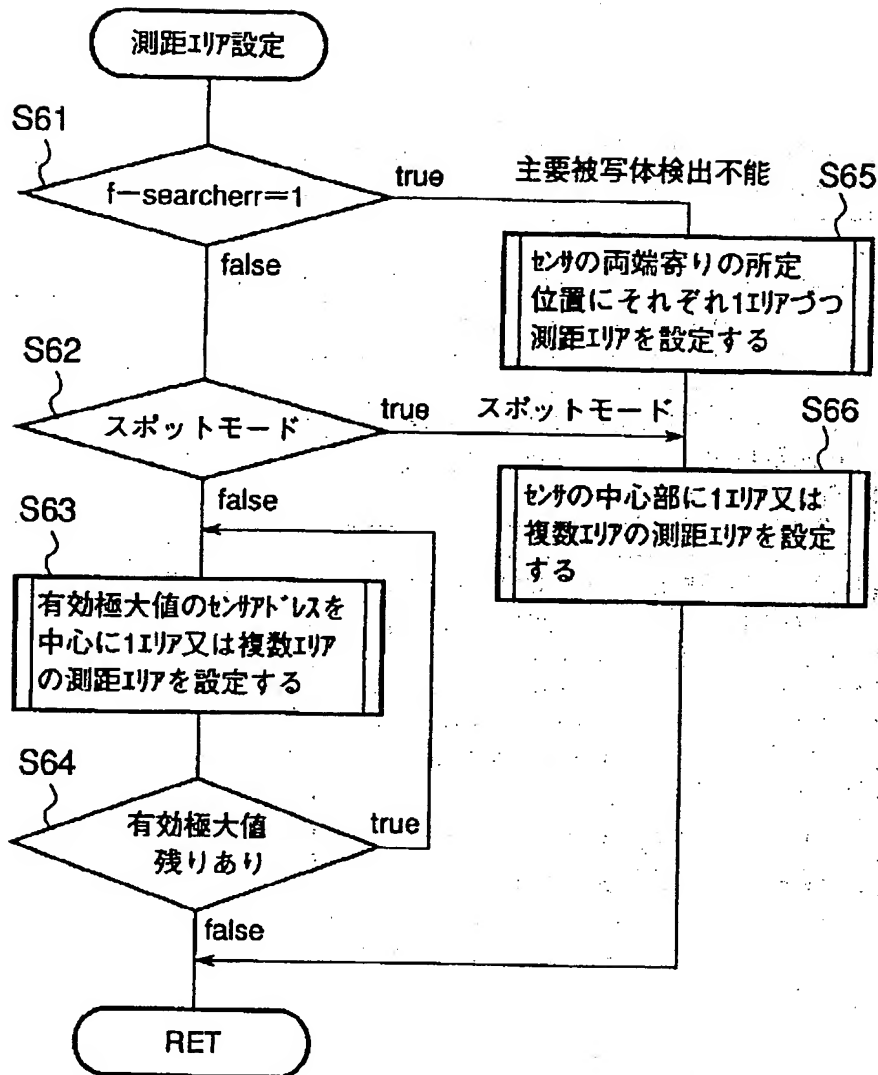 測距ｴﾘｱ設定
S61
f－searcherr＝1
true
主要被写体検出不能
S65
false
ｾﾝｻの両端寄りの所定
位置にそれぞれ1ｴﾘｱづつ
測距ｴﾘｱを設定する
S62
スポットモード
true
スポットモード
S66
false
ｾﾝｻの中心部に1ｴﾘｱ又は
複数ｴﾘｱの測距ｴﾘｱを設定
する
S63
有効極大値のｾﾝｻｱﾄﾞﾚｽを
中心に1ｴﾘｱ又は複数ｴﾘｱ
の測距ｴﾘｱを設定する
S64
有効極大値
残りあり
true
false
RET